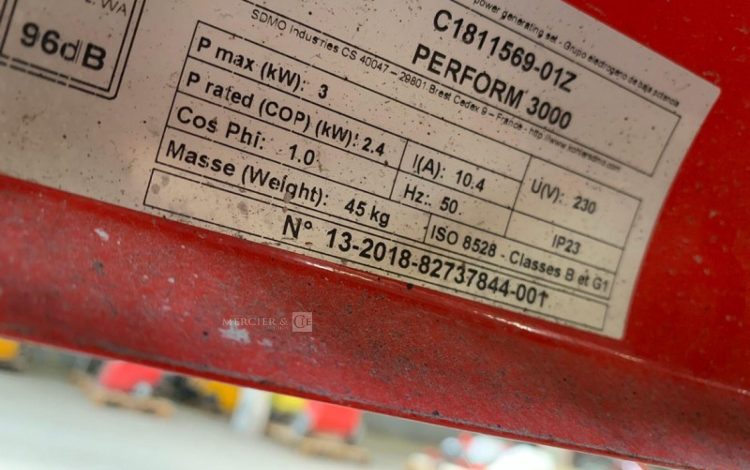 WA
96dB
power generating set - Grupo electrógeno de baja potencia
C1811569-01Z
SDMO Industries CS 40047 – 29801 Brest Cedex 9 – France - http://www.kohlersdmo.com
PERFORM 3000
P max (kW): 3
P rated (COP) (kW): 2.4 I(A): 10.4 U(V): 230
Cos Phi: 1.0 Hz: 50 IP23
Masse (Weight): 45 kg ISO 8528 - Classes B et G1
N° 13-2018-82737844-001†
MERCIER & Cie